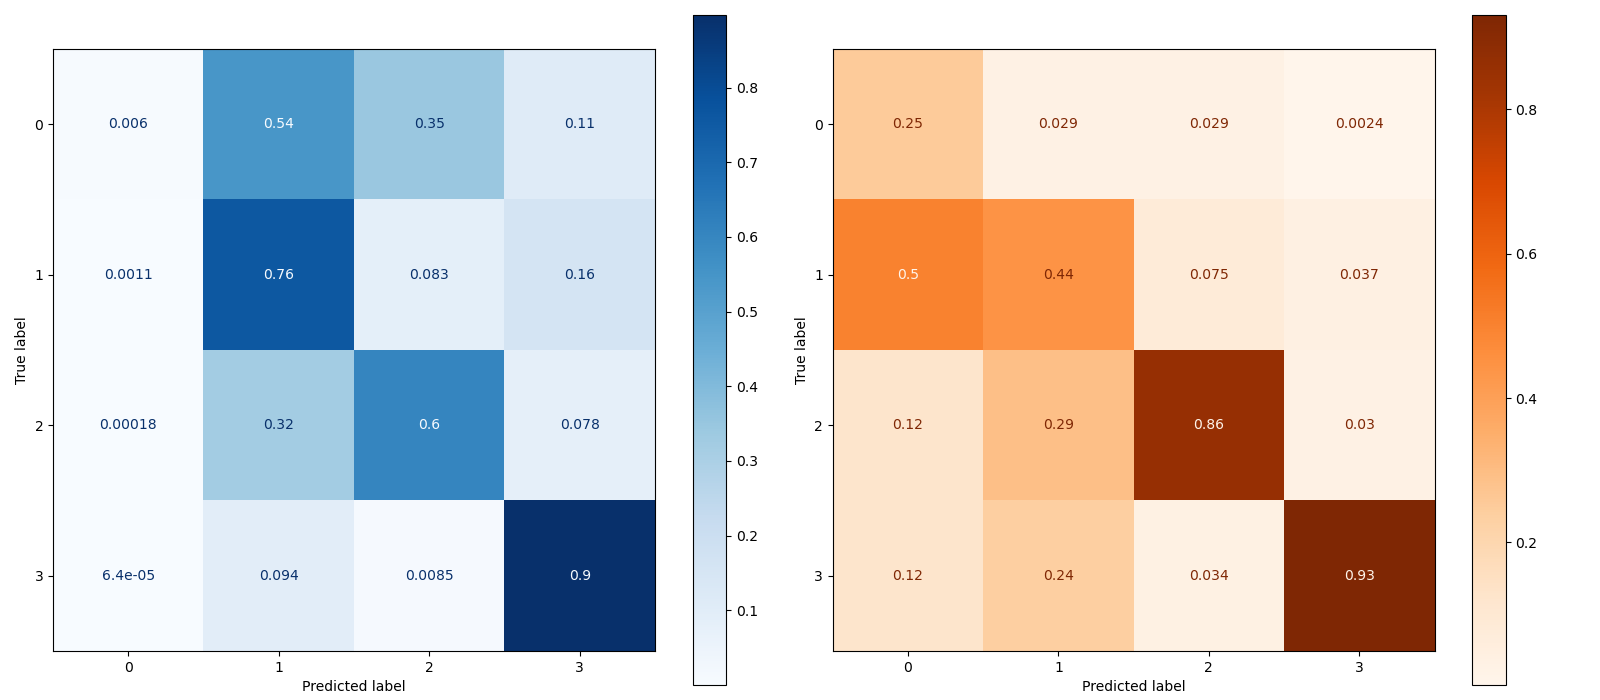 0 0.006 0.54 0.35 0.11
1 0.0011 0.76 0.083 0.16
2 0.00018 0.32 0.6 0.078
3 6.4e-05 0.094 0.0085 0.9
0 1 2 3
Predicted label
True label
0.8
0.7
0.6
0.5
0.4
0.3
0.2
0.1
0 0.25 0.029 0.029 0.0024
1 0.5 0.44 0.075 0.037
2 0.12 0.29 0.86 0.03
3 0.12 0.24 0.034 0.93
0 1 2 3
Predicted label
True label
0.8
0.6
0.4
0.2